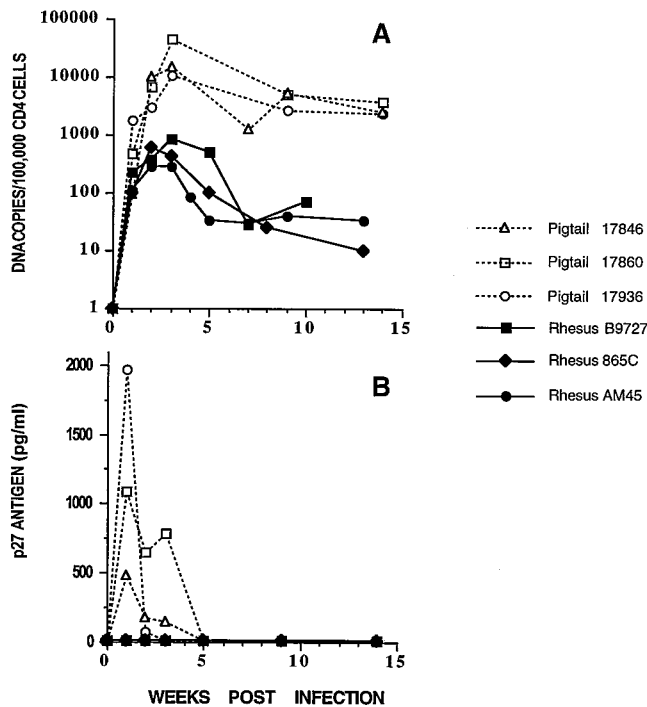 A
DNACOPIES/100,000 CD4 CELLS
100000
10000
1000
100
10
1
0
5
10
15
Pigtail 17846
Pigtail 17860
Pigtail 17936
Rhesus B9727
Rhesus 865C
Rhesus AM45
B
p27 ANTIGEN (pg/ml)
2000
1500
1000
500
0
0
5
10
15
WEEKS POST INFECTION